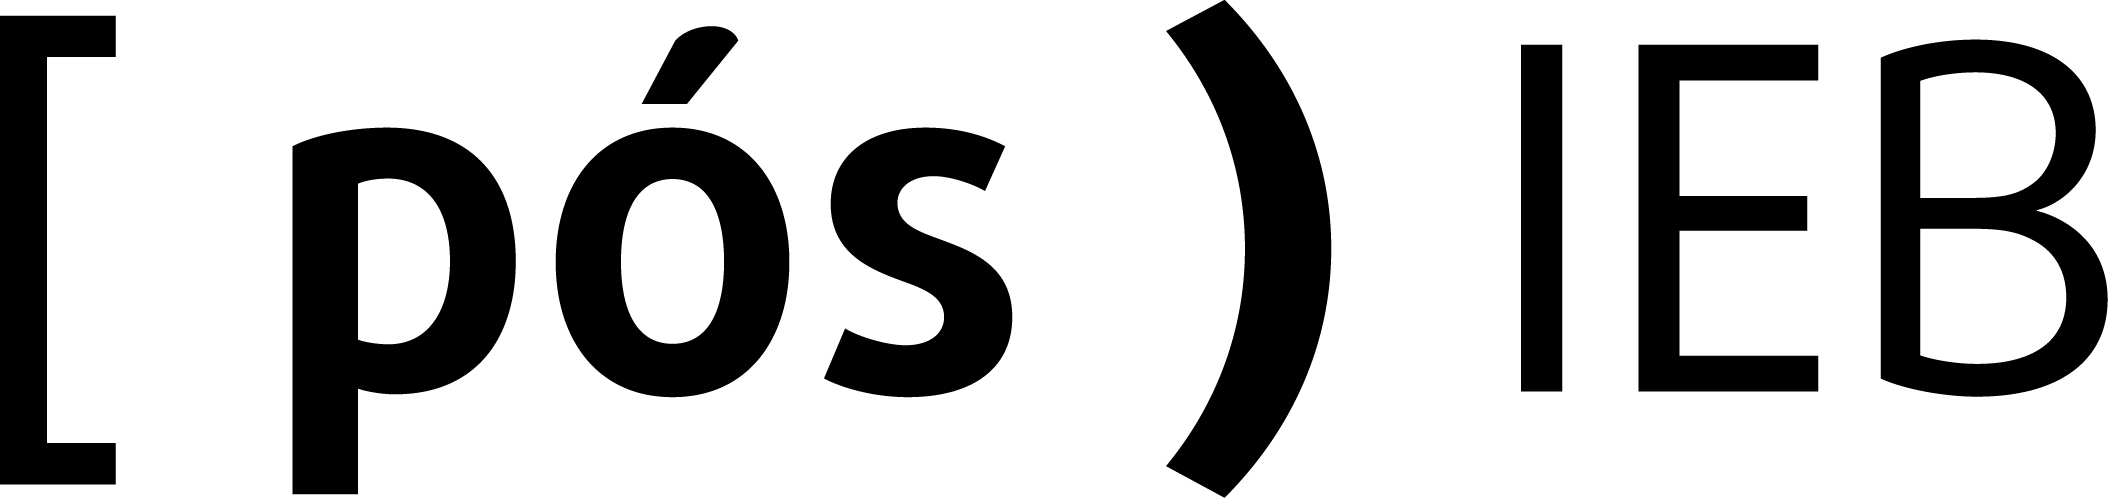 [ pós ) IEB